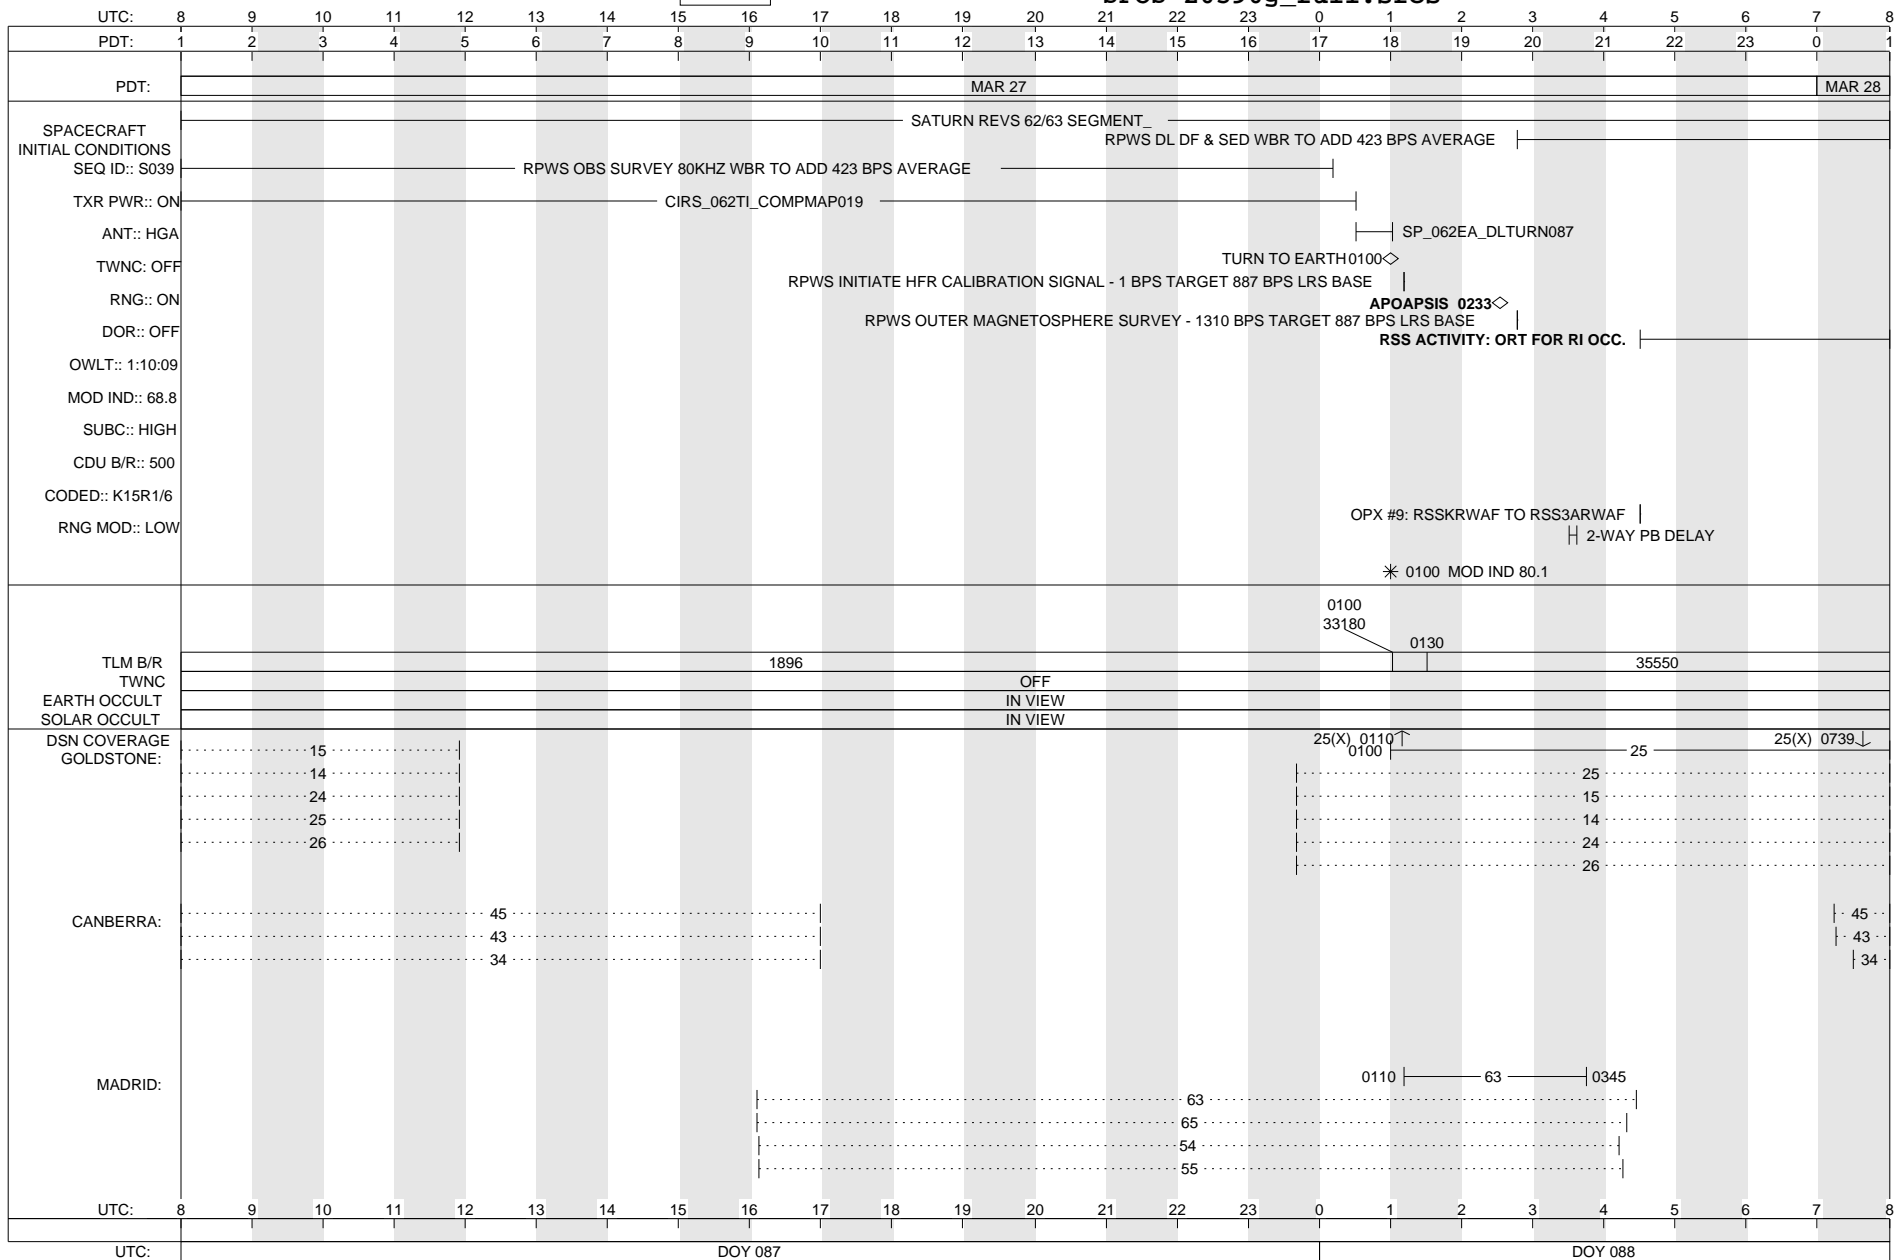 UTC: 8 9 10 11 12 13 14 15 16 17 18 19 20 21 22 23 0 1 2 3 4 5 6 7 8
PDT: 1 2 3 4 5 6 7 8 9 10 11 12 13 14 15 16 17 18 19 20 21 22 23 0 1
PDT: MAR 27 MAR 28
SATURN REVS 62/63 SEGMENT_
SPACECRAFT
INITIAL CONDITIONS
RPWS DL DF & SED WBR TO ADD 423 BPS AVERAGE
SEQ ID:: S039 RPWS OBS SURVEY 80KHZ WBR TO ADD 423 BPS AVERAGE
TXR PWR:: ON CIRS_062TI_COMPMAP019
ANT:: HGA SP_062EA_DLTURN087
TURN TO EARTH 0100
TWNC: OFF
RPWS INITIATE HFR CALIBRATION SIGNAL - 1 BPS TARGET 887 BPS LRS BASE
RNG:: ON
APOAPSIS 0233
RPWS OUTER MAGNETOSPHERE SURVEY - 1310 BPS TARGET 887 BPS LRS BASE
DOR:: OFF
RSS ACTIVITY: ORT FOR RI OCC.
OWLT:: 1:10:09
MOD IND:: 68.8
SUBC:: HIGH
CDU B/R:: 500
CODED:: K15R1/6
OPX #9: RSSKRWAF TO RSS3ARWAF
RNG MOD:: LOW
2-WAY PB DELAY
0100 MOD IND 80.1
0100
33180
0130
TLM B/R 1896 35550
TWNC OFF
EARTH OCCULT IN VIEW
SOLAR OCCULT IN VIEW
DSN COVERAGE 25(X) 0110 25(X) 0739
GOLDSTONE: 15 0100 25
14 25
24 15
25 14
26 24
26
CANBERRA: 45 45
43 43
34 34
MADRID: 0110 63 0345
63
65
54
55
UTC: 8 9 10 11 12 13 14 15 16 17 18 19 20 21 22 23 0 1 2 3 4 5 6 7 8
UTC: DOY 087 DOY 088